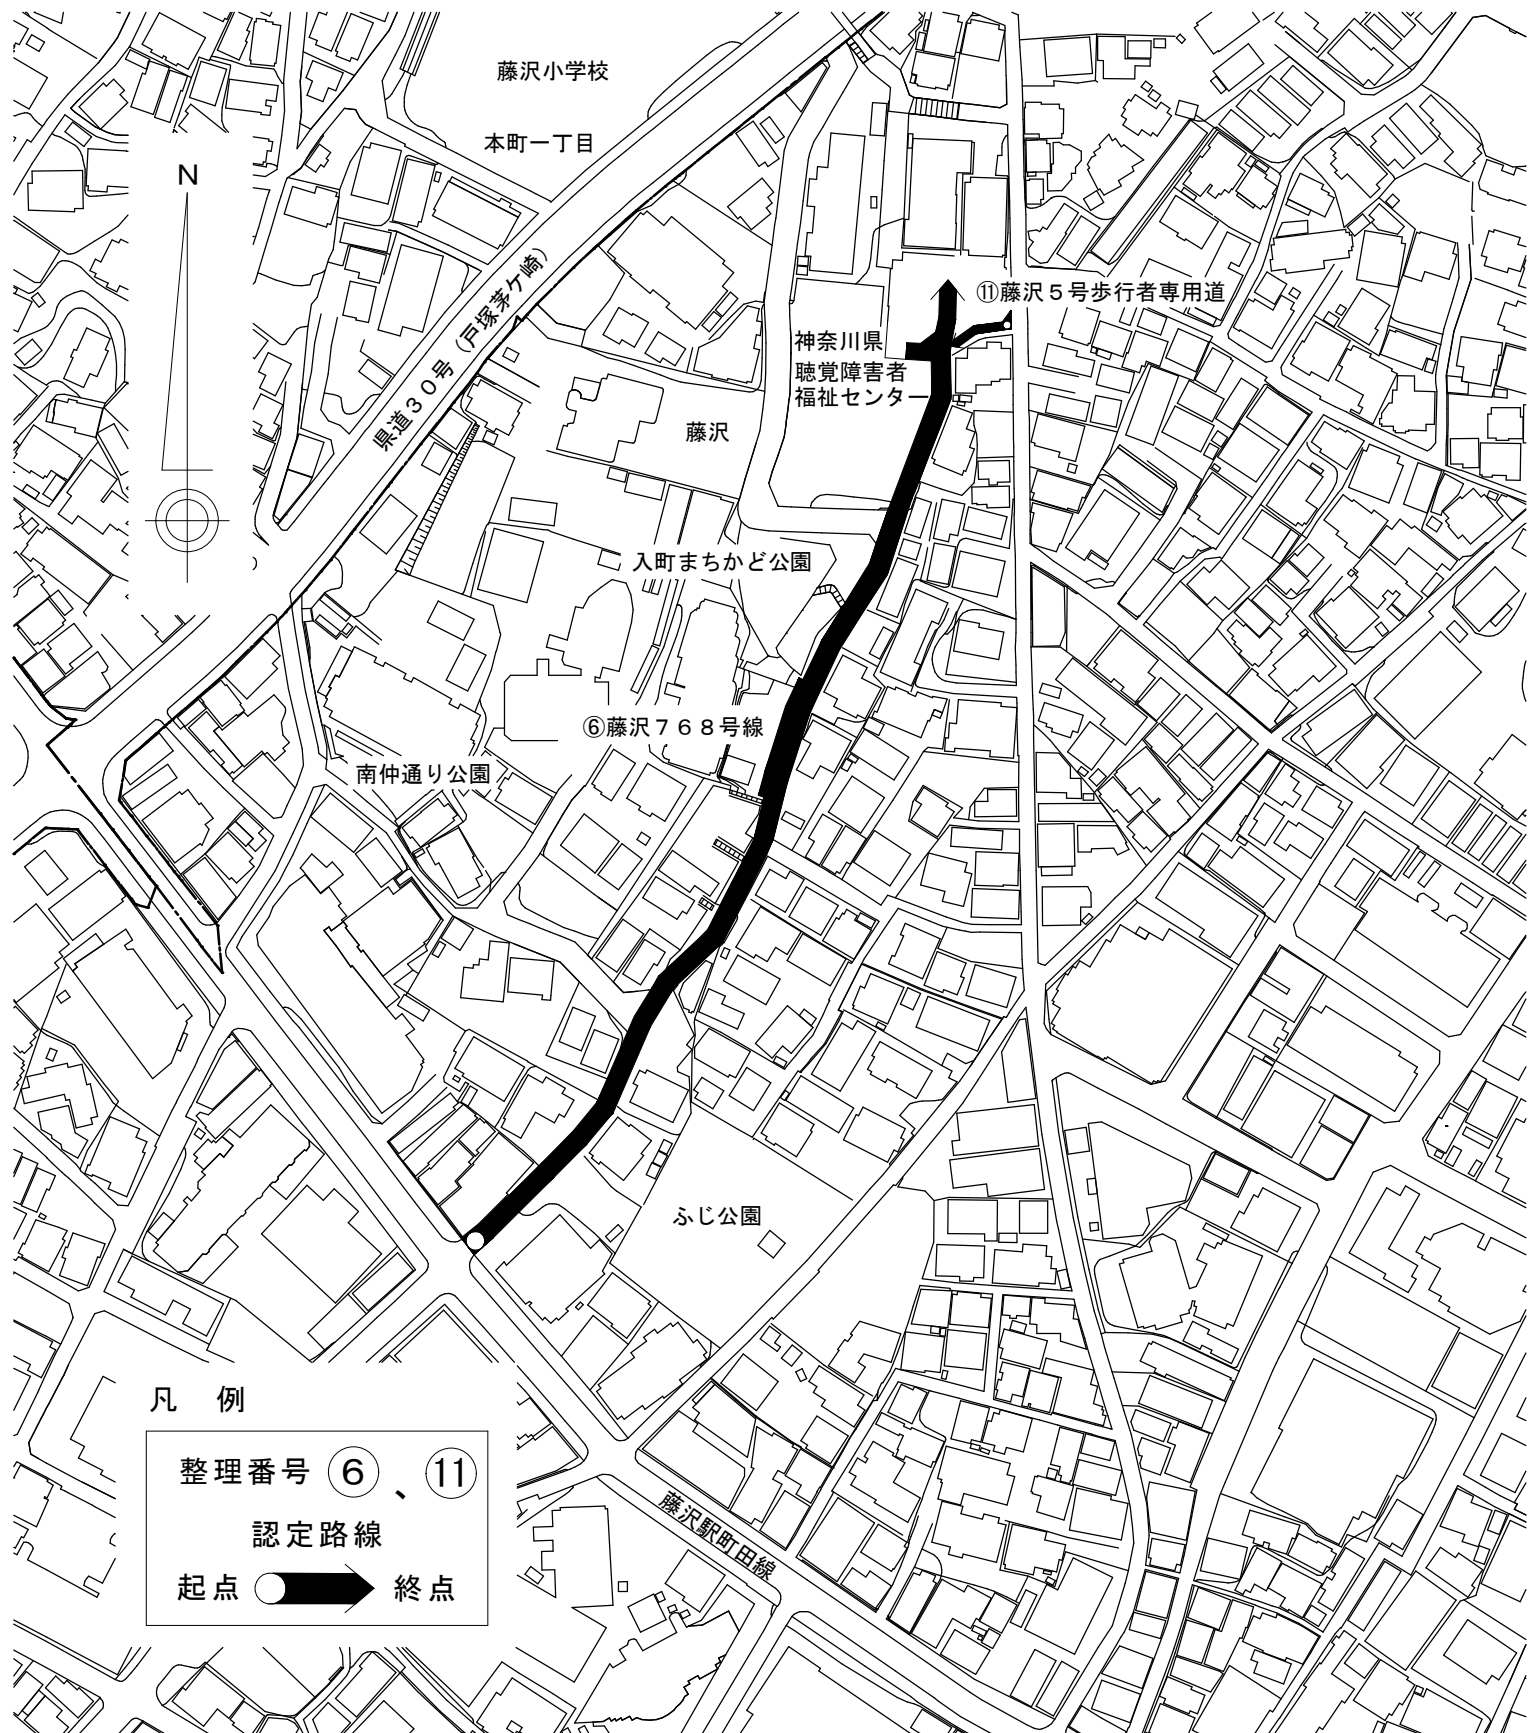 藤沢小学校
本町一丁目
N
県道３０号（戸塚茅ケ崎）
⑪藤沢５号歩行者専用道
神奈川県
聴覚障害者
福祉センター
藤沢
入町まちかど公園
⑥藤沢７６８号線
南仲通り公園
ふじ公園
藤沢駅町田線
凡 例
整理番号 ⑥、⑪
認定路線
起点 終点